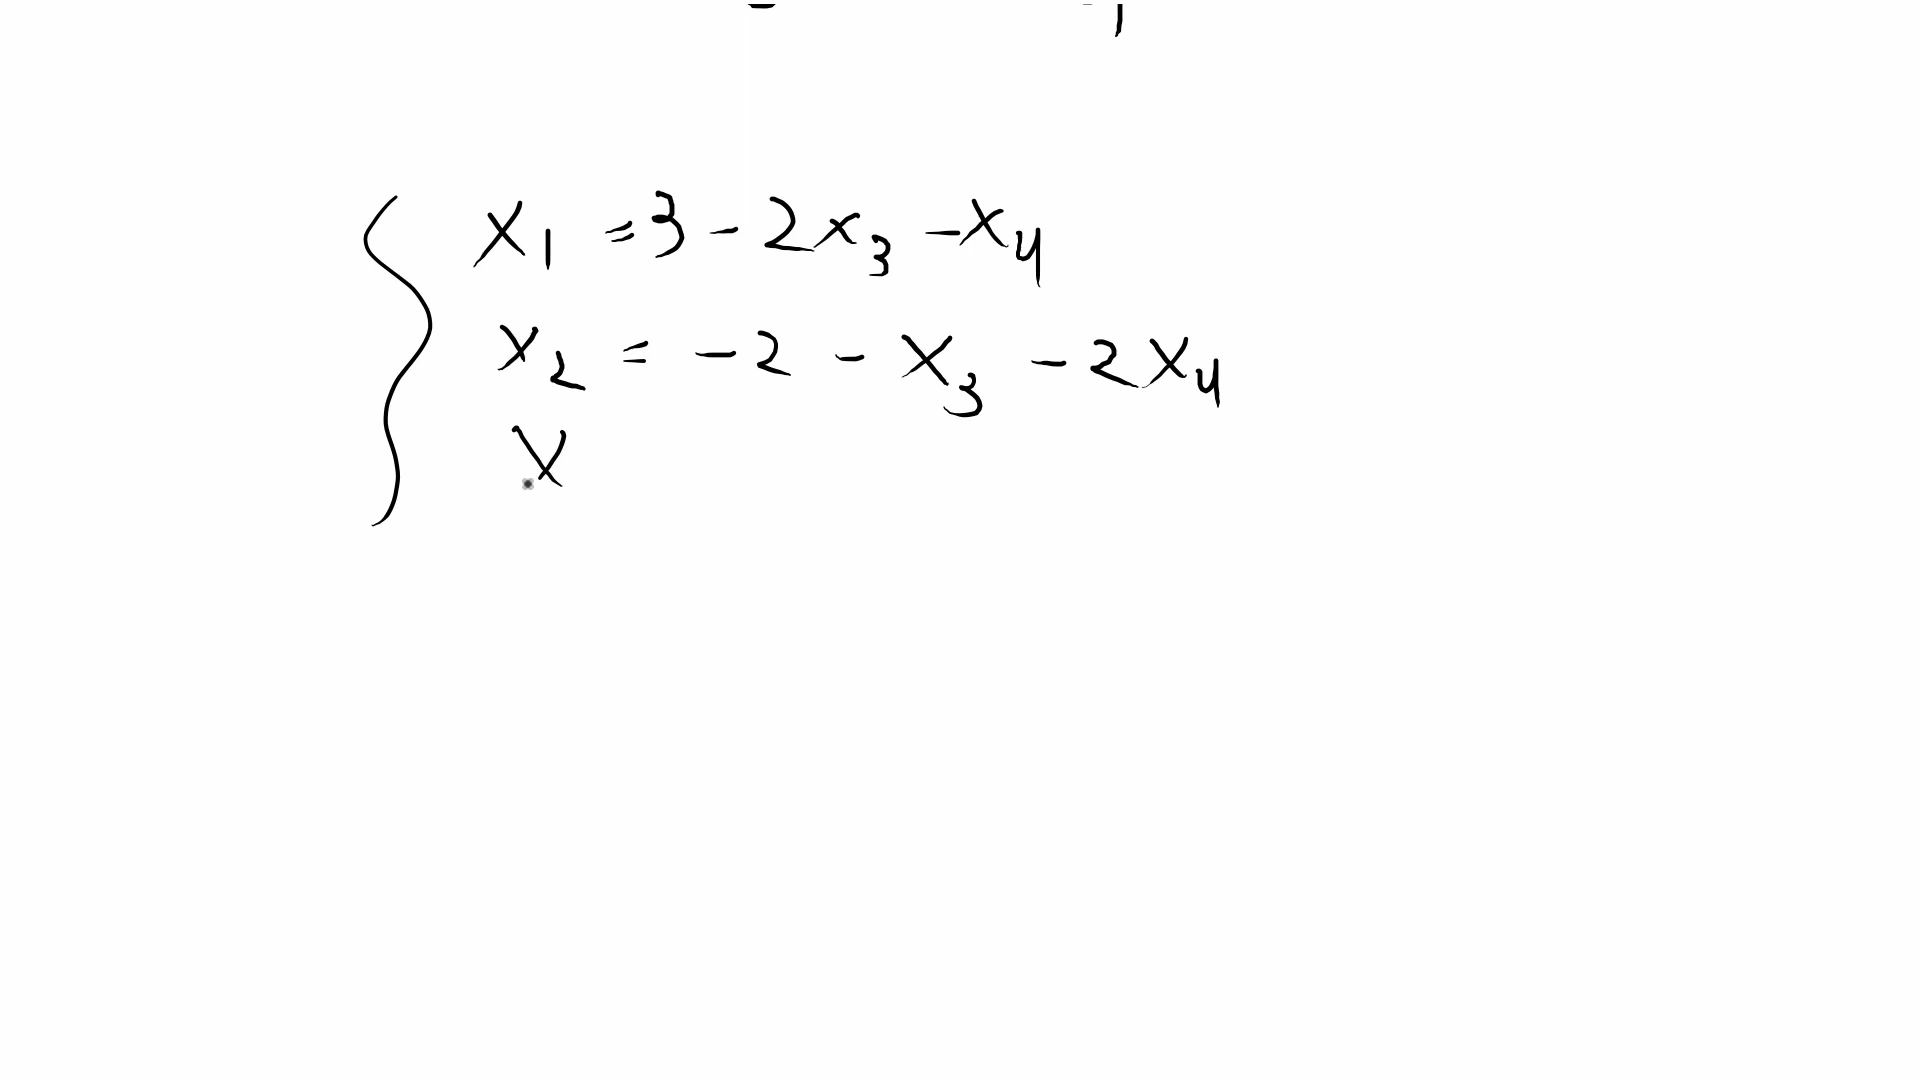 x₁ = 3 - 2x₃ - x₄
x₂ = -2 - x₃ - 2x₄
x